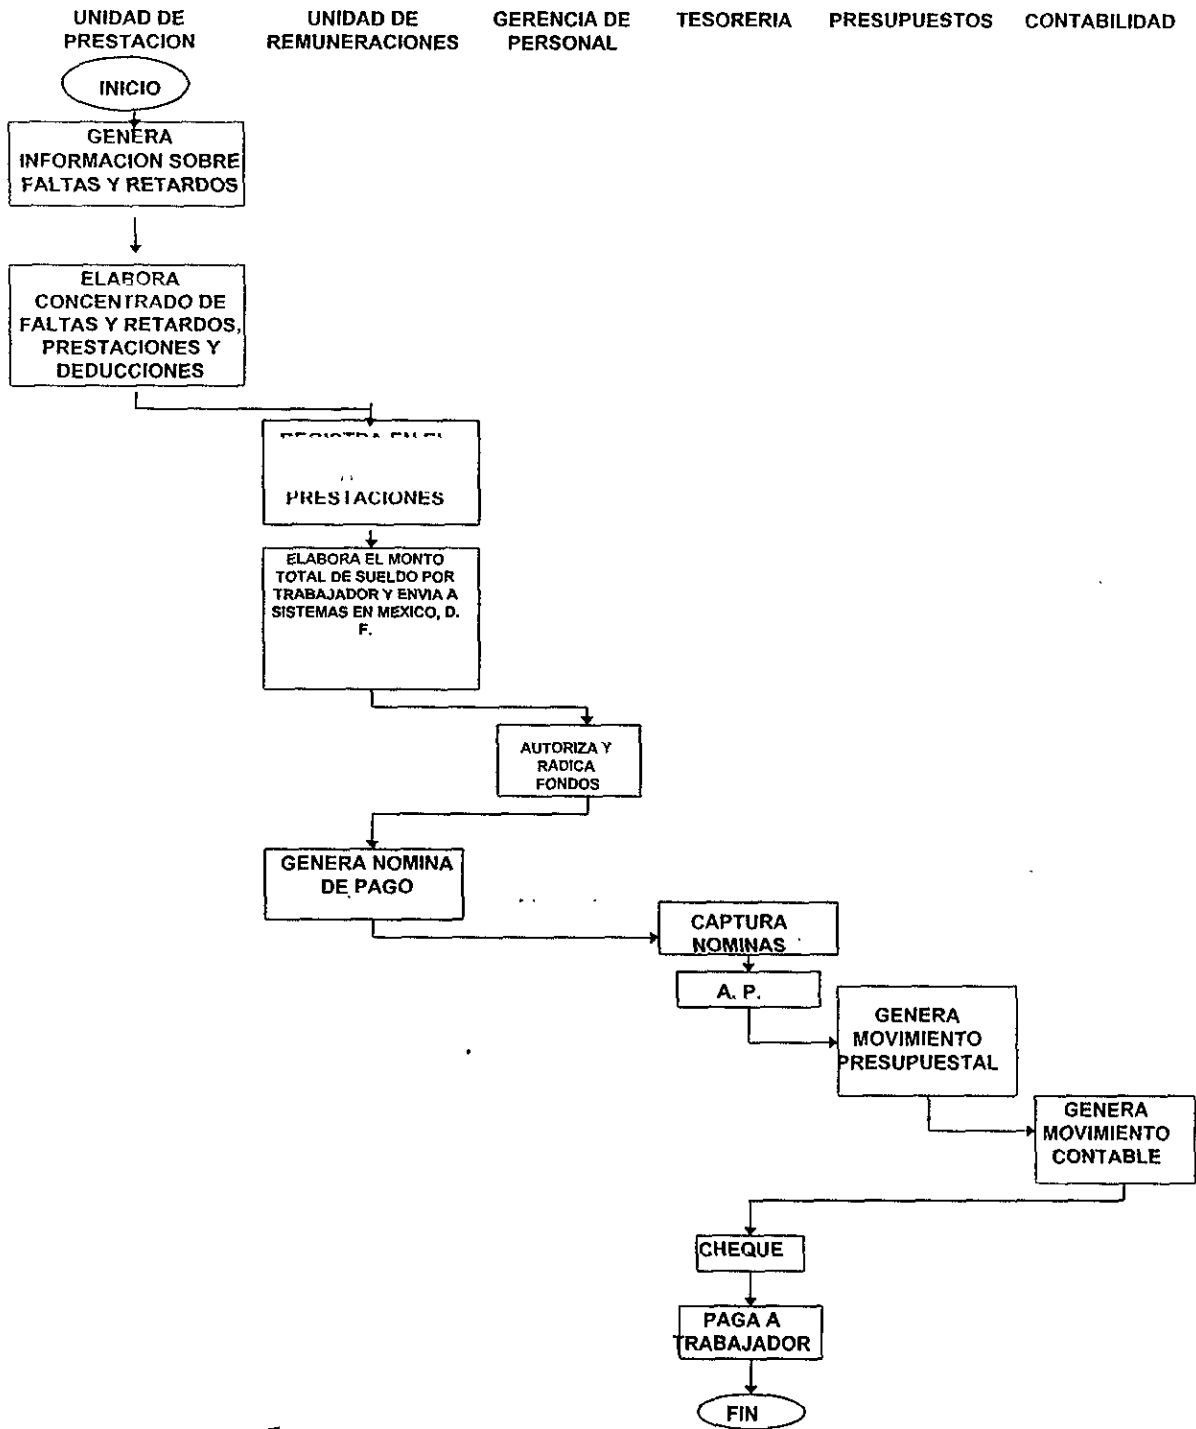 UNIDAD DE
PRESTACION
UNIDAD DE
REMUNERACIONES
GERENCIA DE
PERSONAL
TESORERIA
PRESUPUESTOS
CONTABILIDAD
INICIO
GENERA
INFORMACION SOBRE
FALTAS Y RETARDOS
ELABORA
CONCENTRADO DE
FALTAS Y RETARDOS,
PRESTACIONES Y
DEDUCCIONES
REGISTRA EN EL
PRESTACIONES
ELABORA EL MONTO
TOTAL DE SUELDO POR
TRABAJADOR Y ENVIA A
SISTEMAS EN MEXICO, D.
F.
AUTORIZA Y
RADICA
FONDOS
GENERA NOMINA
DE PAGO
CAPTURA
NOMINAS
A. P.
GENERA
MOVIMIENTO
PRESUPUESTAL
GENERA
MOVIMIENTO
CONTABLE
CHEQUE
PAGA A
TRABAJADOR
FIN